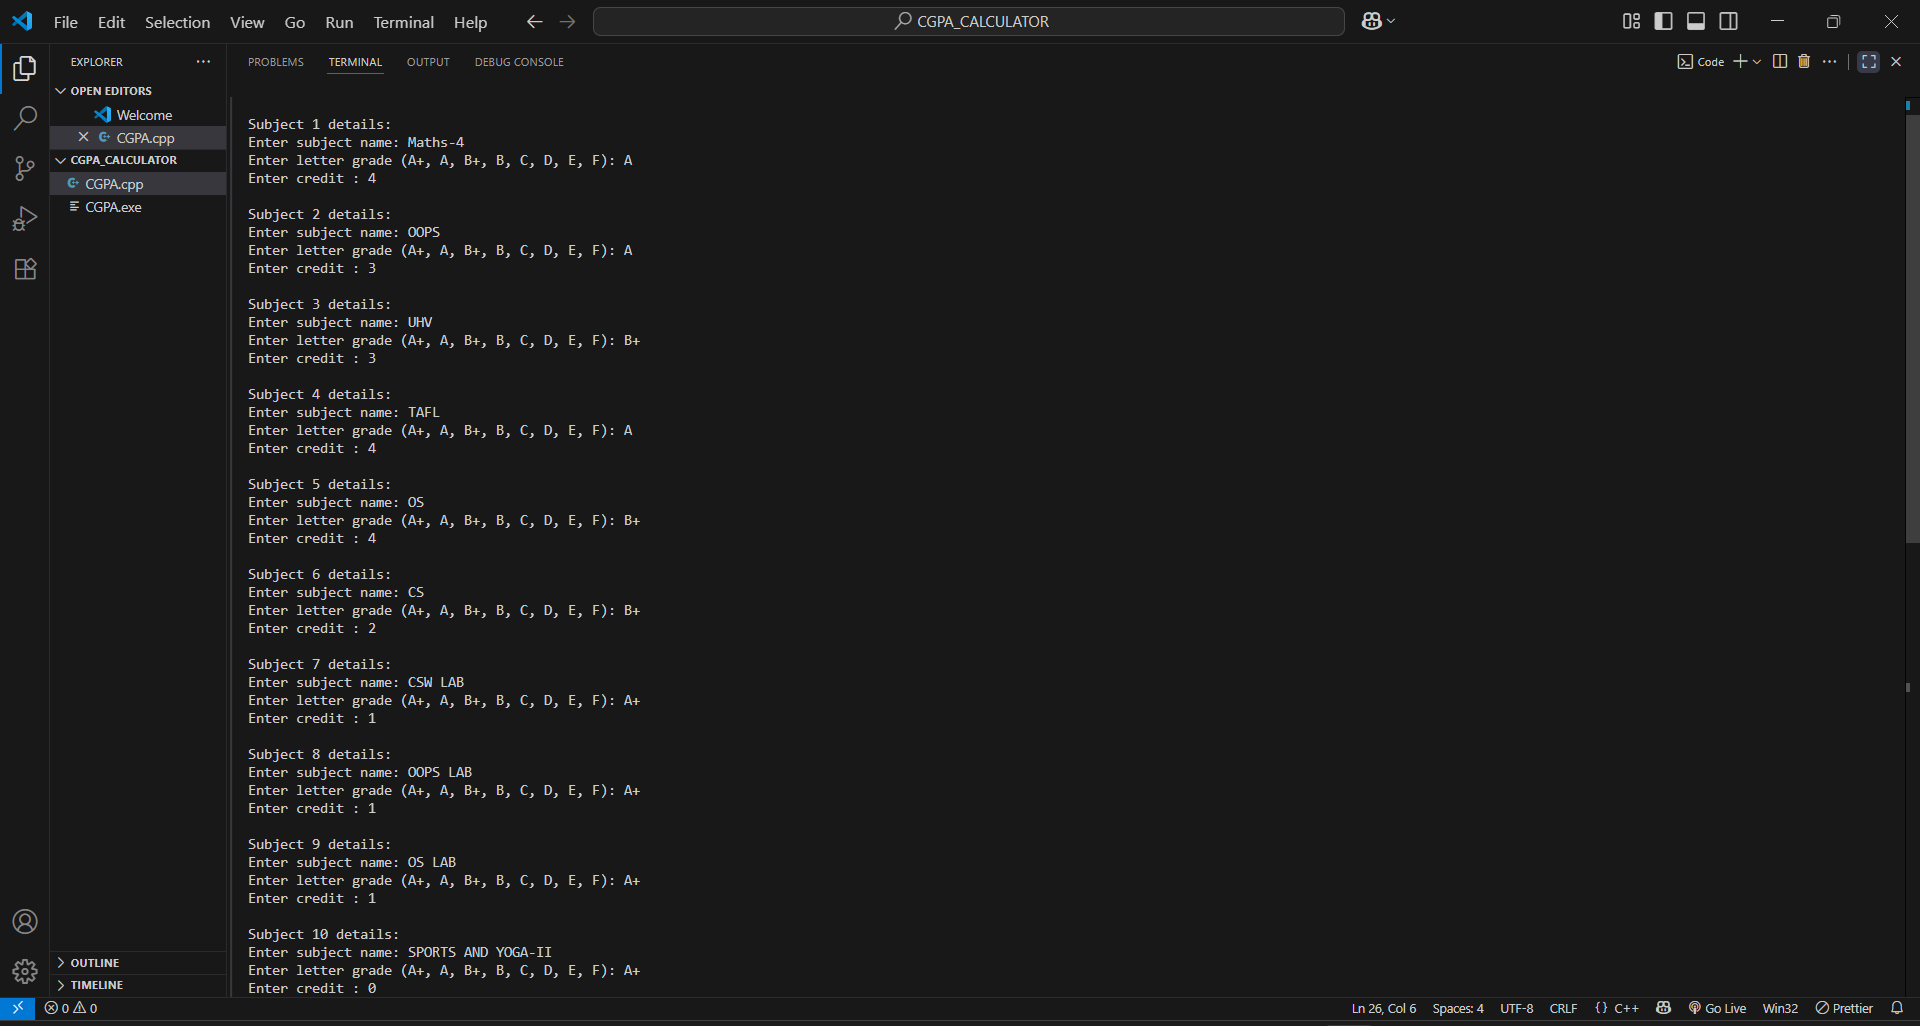 File Edit Selection View Go Run Terminal Help
CGPA_CALCULATOR
EXPLORER
OPEN EDITORS
Welcome
CGPA.cpp
CGPA_CALCULATOR
CGPA.cpp
CGPA.exe
OUTLINE
TIMELINE
PROBLEMS TERMINAL OUTPUT DEBUG CONSOLE
Code
Subject 1 details:
Enter subject name: Maths-4
Enter letter grade (A+, A, B+, B, C, D, E, F): A
Enter credit : 4
Subject 2 details:
Enter subject name: OOPS
Enter letter grade (A+, A, B+, B, C, D, E, F): A
Enter credit : 3
Subject 3 details:
Enter subject name: UHV
Enter letter grade (A+, A, B+, B, C, D, E, F): B+
Enter credit : 3
Subject 4 details:
Enter subject name: TAFL
Enter letter grade (A+, A, B+, B, C, D, E, F): A
Enter credit : 4
Subject 5 details:
Enter subject name: OS
Enter letter grade (A+, A, B+, B, C, D, E, F): B+
Enter credit : 4
Subject 6 details:
Enter subject name: CS
Enter letter grade (A+, A, B+, B, C, D, E, F): B+
Enter credit : 2
Subject 7 details:
Enter subject name: CSW LAB
Enter letter grade (A+, A, B+, B, C, D, E, F): A+
Enter credit : 1
Subject 8 details:
Enter subject name: OOPS LAB
Enter letter grade (A+, A, B+, B, C, D, E, F): A+
Enter credit : 1
Subject 9 details:
Enter subject name: OS LAB
Enter letter grade (A+, A, B+, B, C, D, E, F): A+
Enter credit : 1
Subject 10 details:
Enter subject name: SPORTS AND YOGA-II
Enter letter grade (A+, A, B+, B, C, D, E, F): A+
Enter credit : 0
0 0 Ln 26, Col 6 Spaces: 4 UTF-8 CRLF {} C++ Go Live Win32 Prettier